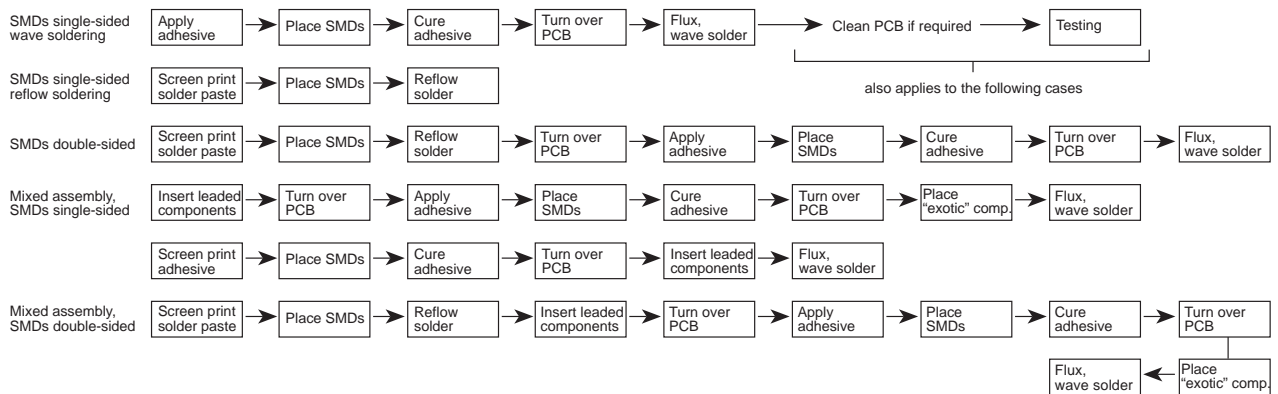 SMDs single-sided
wave soldering
Apply
adhesive
Place SMDs
Cure
adhesive
Turn over
PCB
Flux,
wave solder
Clean PCB if required
Testing
also applies to the following cases
SMDs single-sided
reflow soldering
Screen print
solder paste
Place SMDs
Reflow
solder
SMDs double-sided
Screen print
solder paste
Place SMDs
Reflow
solder
Turn over
PCB
Apply
adhesive
Place
SMDs
Cure
adhesive
Turn over
PCB
Flux,
wave solder
Mixed assembly,
SMDs single-sided
Insert leaded
components
Turn over
PCB
Apply
adhesive
Place
SMDs
Cure
adhesive
Turn over
PCB
Place
“exotic” comp.
Flux,
wave solder
Screen print
adhesive
Place SMDs
Cure
adhesive
Turn over
PCB
Insert leaded
components
Flux,
wave solder
Mixed assembly,
SMDs double-sided
Screen print
solder paste
Place SMDs
Reflow
solder
Insert leaded
components
Turn over
PCB
Apply
adhesive
Place
SMDs
Cure
adhesive
Turn over
PCB
Place
“exotic” comp.
Flux,
wave solder